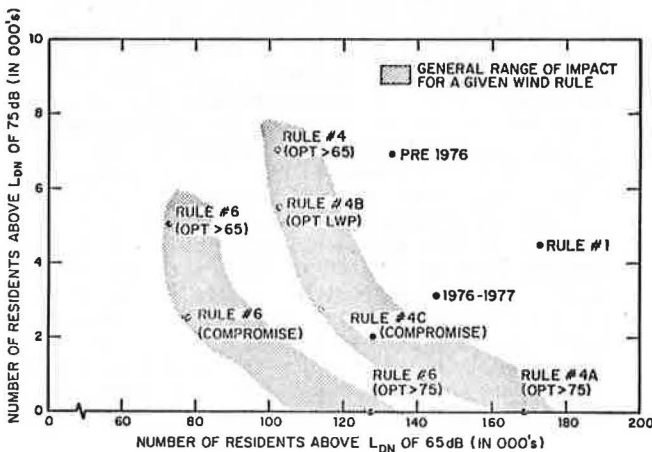 NUMBER OF RESIDENTS ABOVE LDN OF 75dB (IN 000's)
10
8
6
4
2
0
GENERAL RANGE OF IMPACT
FOR A GIVEN WIND RULE
RULE #4
(OPT >65)
PRE 1976
RULE #6
(OPT >65)
RULE #4B
(OPT LWP)
RULE #1
1976-1977
RULE #6
(COMPROMISE)
RULE #4C
(COMPROMISE)
RULE #6
(OPT >75)
RULE #4A
(OPT >75)
0
60
80
100
120
140
160
180
200
NUMBER OF RESIDENTS ABOVE LDN OF 65dB (IN 000's)